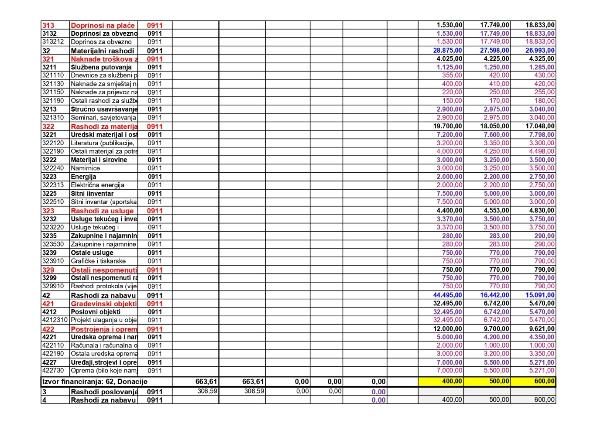 313 Doprinosi na plaće 0911 1.530,00 17.749,00 18.833,00
3132 Doprinosi za obvezno 0911 1.530,00 17.749,00 18.833,00
313212 Doprinos za obvezno 0911 1.530,00 17.749,00 18.833,00
32 Materijalni rashodi 0911 28.875,00 27.598,00 26.993,00
321 Naknade troškova z 0911 4.025,00 4.225,00 4.325,00
3211 Službena putovanja 0911 1.125,00 1.250,00 1.285,00
321110 Dnevnice za službeni p 0911 355,00 420,00 430,00
321130 Naknade za smještaj n 0911 400,00 410,00 420,00
321150 Naknade za prijevoz na 0911 220,00 250,00 255,00
321190 Ostali rashodi za služb 0911 150,00 170,00 180,00
3213 Stručno usavršavanje 0911 2.900,00 2.975,00 3.040,00
321310 Seminari, savjetovanja 0911 2.900,00 2.975,00 3.040,00
322 Rashodi za materija 0911 19.700,00 18.050,00 17.048,00
3221 Uredski materijal i ost 0911 7.200,00 7.600,00 7.798,00
322120 Literatura (publikacije, 0911 3.200,00 3.350,00 3.300,00
322190 Ostali materijal za potre 0911 4.000,00 4.250,00 4.498,00
3222 Materijal i sirovine 0911 3.000,00 3.250,00 3.500,00
322240 Namirnice 0911 3.000,00 3.250,00 3.500,00
3223 Energija 0911 2.000,00 2.200,00 2.750,00
322313 Električna energija 0911 2.000,00 2.200,00 2.750,00
3225 Sitni iinventar 0911 7.500,00 5.000,00 3.000,00
322510 Sitni inventar (sportska 0911 7.500,00 5.000,00 3.000,00
323 Rashodi za usluge 0911 4.400,00 4.553,00 4.830,00
3232 Usluge tekućeg i inve 0911 3.370,00 3.500,00 3.750,00
323220 Usluge tekućeg i 0911 3.370,00 3.500,00 3.750,00
3235 Zakupnine i najamnin 0911 280,00 283,00 290,00
323530 Zakupnine i najamnine 0911 280,00 283,00 290,00
3239 Ostale usluge 0911 750,00 770,00 790,00
323910 Grafičke i tiskarske 0911 750,00 770,00 790,00
329 Ostali nespomenuti 0911 750,00 770,00 790,00
3299 Ostali nespomenuti ra 0911 750,00 770,00 790,00
329910 Rashodi protokola (vije 0911 750,00 770,00 790,00
42 Rashodi za nabavu 0911 44.495,00 16.442,00 15.091,00
421 Građevinski objekti 0911 32.495,00 6.742,00 5.470,00
4212 Poslovni objekti 0911 32.495,00 6.742,00 5.470,00
4212310 Projekt ulaganja u obje 0911 32.495,00 6.742,00 5.470,00
422 Postrojenja i oprem 0911 12.000,00 9.700,00 9.621,00
4221 Uredska oprema i nam 0911 5.000,00 4.200,00 4.350,00
422110 Računala i računalna o 0911 2.000,00 1.000,00 1.000,00
422190 Ostala uredska oprema 0911 3.000,00 3.200,00 3.350,00
4227 Uređaji,strojevi i opre 0911 7.000,00 5.500,00 5.271,00
422730 Oprema (bilo koje nam 0911 7.000,00 5.500,00 5.271,00
Izvor financiranja: 62, Donacije 663,61 663,61 0,00 0,00 0,00 400,00 500,00 600,00
3 Rashodi poslovanja 0911 308,59 308,59 0,00 0,00 0,00
4 Rashodi za nabavu 0911 0,00 400,00 500,00 600,00